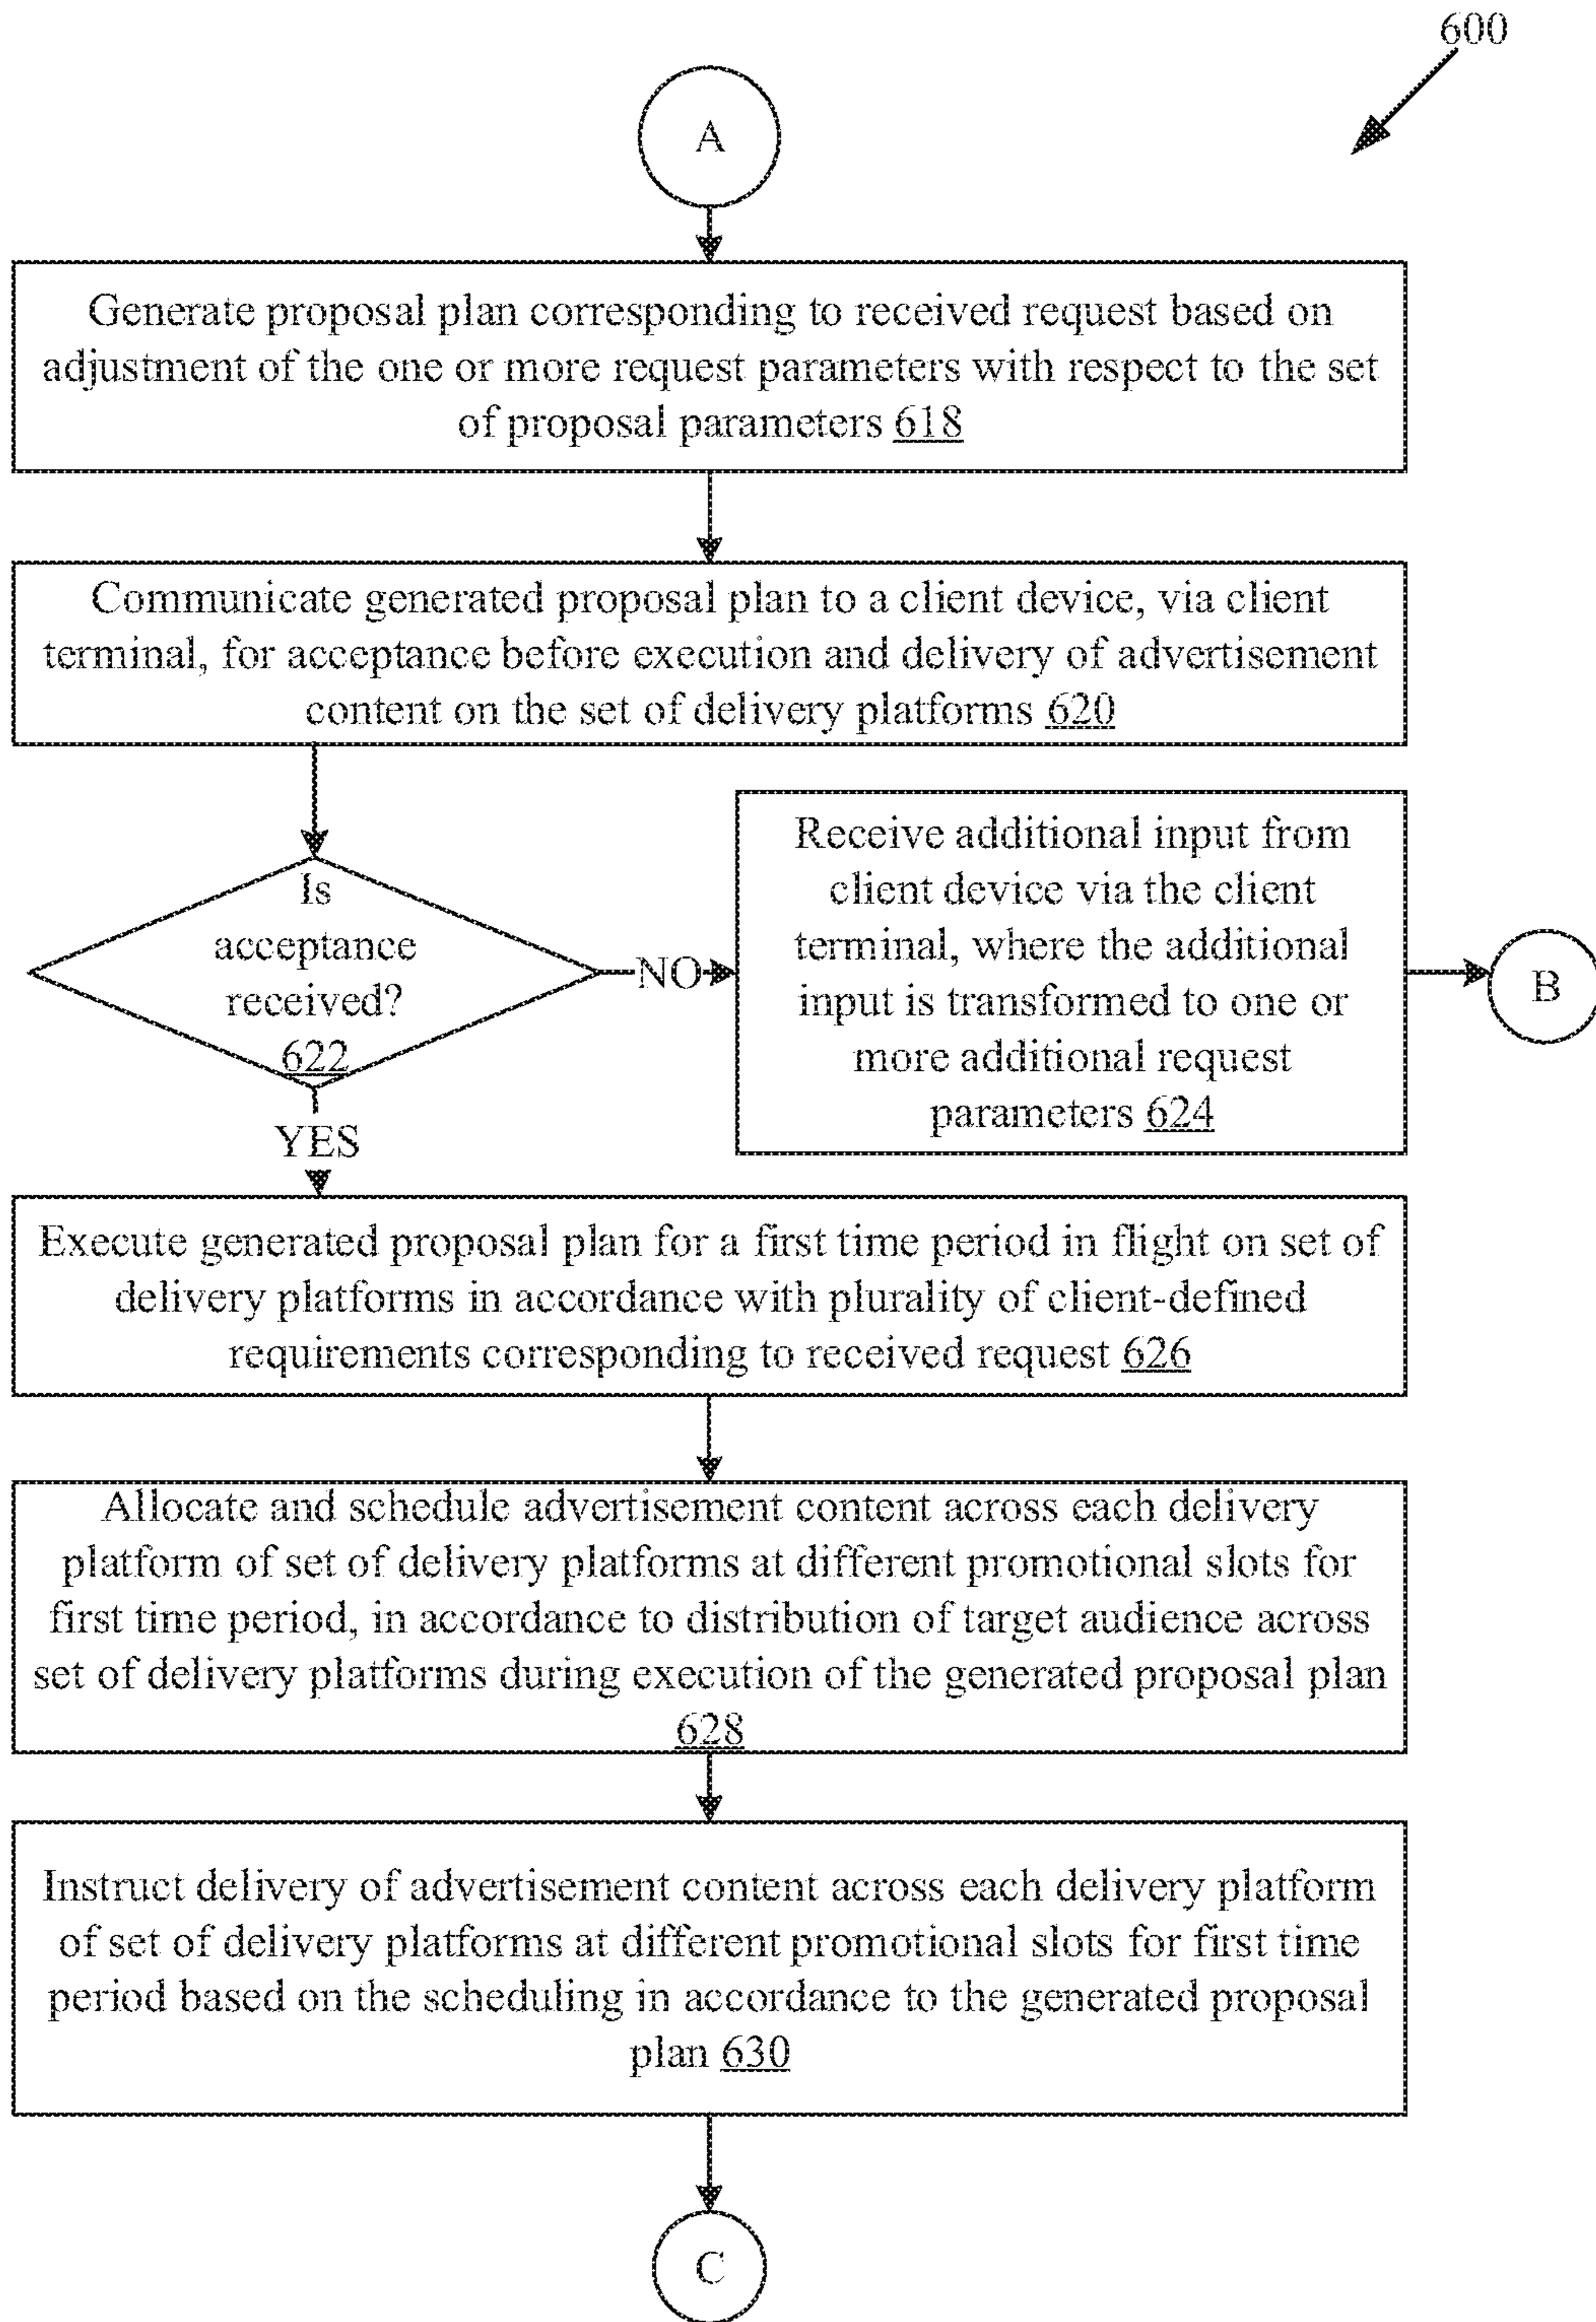 600
A
Generate proposal plan corresponding to received request based on
adjustment of the one or more request parameters with respect to the set
of proposal parameters 618
Communicate generated proposal plan to a client device, via client
terminal, for acceptance before execution and delivery of advertisement
content on the set of delivery platforms 620
Is
acceptance
received?
622
NO
Receive additional input from
client device via the client
terminal, where the additional
input is transformed to one or
more additional request
parameters 624
B
YES
Execute generated proposal plan for a first time period in flight on set of
delivery platforms in accordance with plurality of client-defined
requirements corresponding to received request 626
Allocate and schedule advertisement content across each delivery
platform of set of delivery platforms at different promotional slots for
first time period, in accordance to distribution of target audience across
set of delivery platforms during execution of the generated proposal plan
628
Instruct delivery of advertisement content across each delivery platform
of set of delivery platforms at different promotional slots for first time
period based on the scheduling in accordance to the generated proposal
plan 630
C